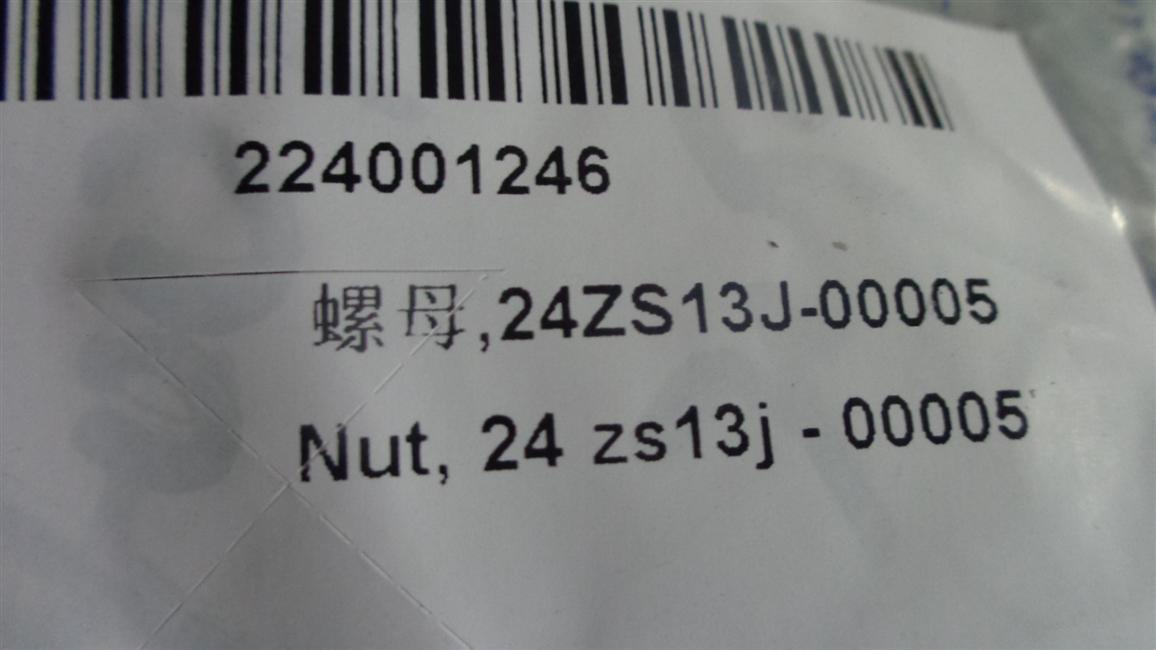 224001246
螺母,24ZS13J-00005
Nut, 24 zs13j - 00005